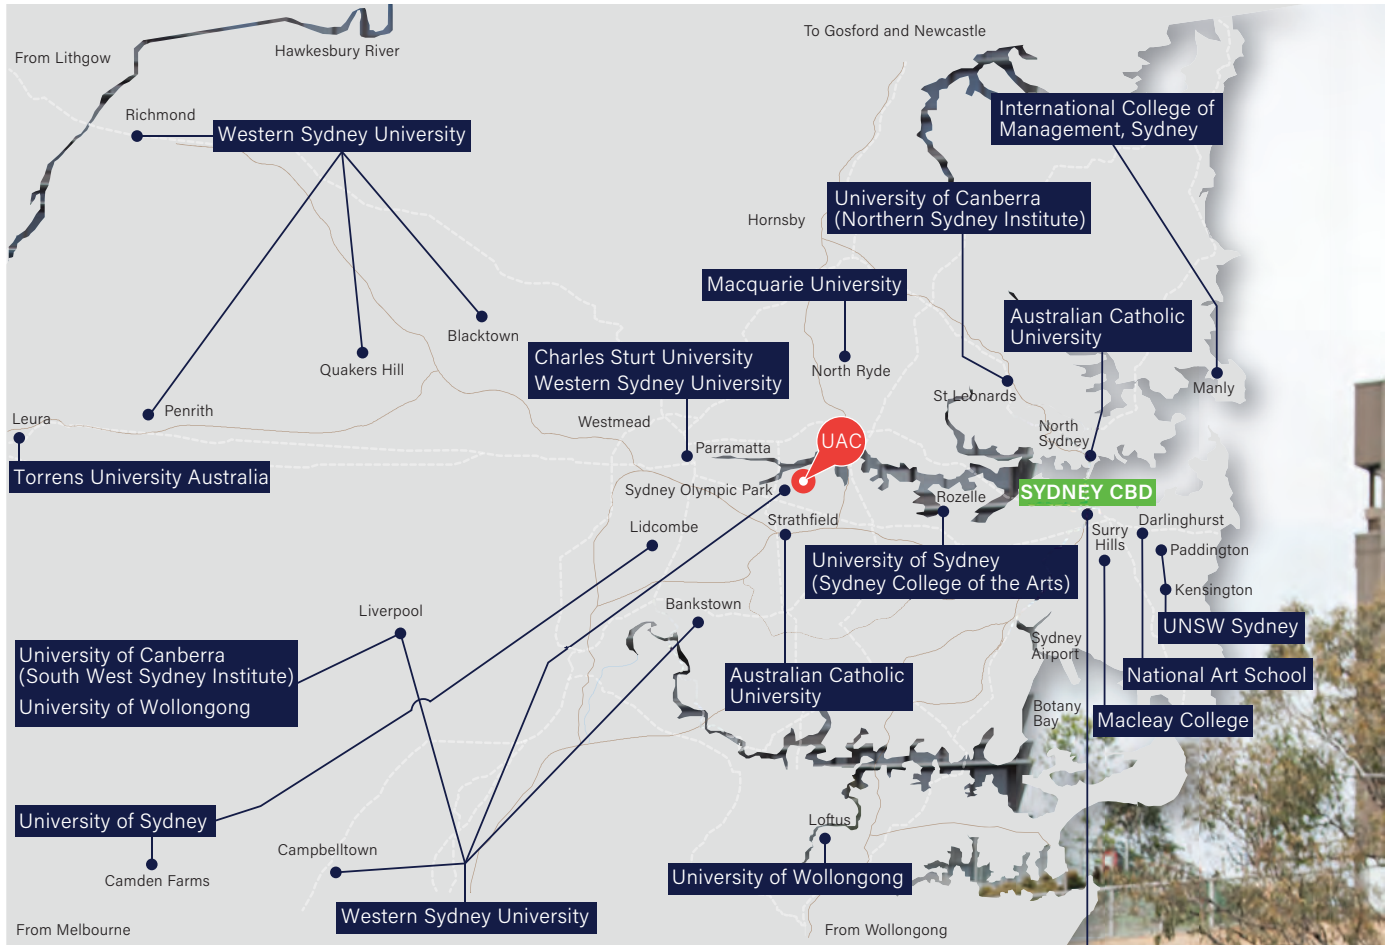 To Gosford and Newcastle
Hawkesbury River
From Lithgow
Richmond
Western Sydney University
International College of
Management, Sydney
University of Canberra
(Northern Sydney Institute)
Hornsby
Macquarie University
Australian Catholic
University
Blacktown
Quakers Hill
Charles Sturt University
Western Sydney University
North Ryde
St Leonards
Manly
Penrith
Leura
Westmead
North
Sydney
UAC
Parramatta
Torrens University Australia
Sydney Olympic Park
Rozelle
SYDNEY CBD
Lidcombe
Strathfield
Surry
Hills
Darlinghurst
Paddington
University of Sydney
(Sydney College of the Arts)
Kensington
Liverpool
Bankstown
UNSW Sydney
Sydney
Airport
University of Canberra
(South West Sydney Institute)
University of Wollongong
Australian Catholic
University
National Art School
Botany
Bay
Macleay College
University of Sydney
Loftus
Campbelltown
Camden Farms
University of Wollongong
Western Sydney University
From Melbourne
From Wollongong